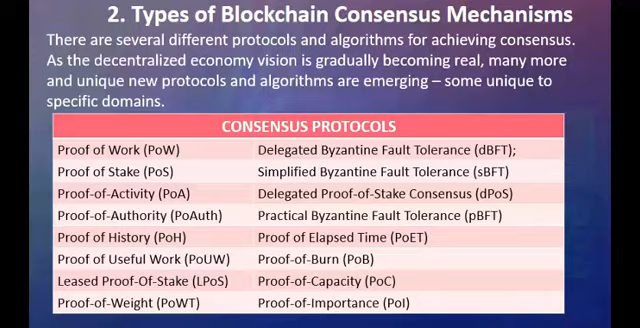 2. Types of Blockchain Consensus Mechanisms
There are several different protocols and algorithms for achieving consensus.
As the decentralized economy vision is gradually becoming real, many more
and unique new protocols and algorithms are emerging – some unique to
specific domains.
CONSENSUS PROTOCOLS
Proof of Work (PoW) Delegated Byzantine Fault Tolerance (dBFT);
Proof of Stake (PoS) Simplified Byzantine Fault Tolerance (sBFT)
Proof-of-Activity (PoA) Delegated Proof-of-Stake Consensus (dPoS)
Proof-of-Authority (PoAuth) Practical Byzantine Fault Tolerance (pBFT)
Proof of History (PoH) Proof of Elapsed Time (PoET)
Proof of Useful Work (PoUW) Proof-of-Burn (PoB)
Leased Proof-Of-Stake (LPoS) Proof-of-Capacity (PoC)
Proof-of-Weight (PoWT) Proof-of-Importance (PoI)